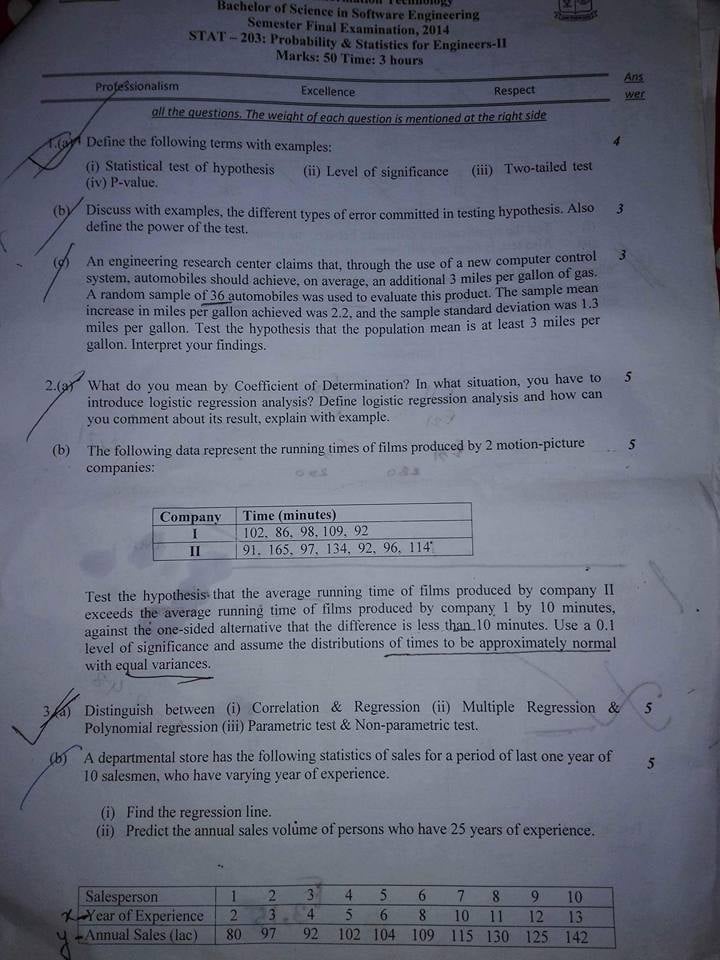 Bachelor of Science in Software Engineering
Semester Final Examination, 2014
STAT – 203: Probability & Statistics for Engineers-II
Marks: 50 Time: 3 hours
Professionalism Excellence Respect Ans
wer
all the questions. The weight of each question is mentioned at the right side
1.(a) Define the following terms with examples: 4
(i) Statistical test of hypothesis (ii) Level of significance (iii) Two-tailed test
(iv) P-value.
(b) Discuss with examples, the different types of error committed in testing hypothesis. Also 3
define the power of the test.
(c) An engineering research center claims that, through the use of a new computer control 3
system, automobiles should achieve, on average, an additional 3 miles per gallon of gas.
A random sample of 36 automobiles was used to evaluate this product. The sample mean
increase in miles per gallon achieved was 2.2, and the sample standard deviation was 1.3
miles per gallon. Test the hypothesis that the population mean is at least 3 miles per
gallon. Interpret your findings.
2.(a) What do you mean by Coefficient of Determination? In what situation, you have to 5
introduce logistic regression analysis? Define logistic regression analysis and how can
you comment about its result, explain with example.
(b) The following data represent the running times of films produced by 2 motion-picture 5
companies:
Company Time (minutes)
I 102, 86, 98, 109, 92
II 91, 165, 97, 134, 92, 96, 114
Test the hypothesis that the average running time of films produced by company II
exceeds the average running time of films produced by company 1 by 10 minutes,
against the one-sided alternative that the difference is less than 10 minutes. Use a 0.1
level of significance and assume the distributions of times to be approximately normal
with equal variances.
3.(a) Distinguish between (i) Correlation & Regression (ii) Multiple Regression & 5
Polynomial regression (iii) Parametric test & Non-parametric test.
(b) A departmental store has the following statistics of sales for a period of last one year of 5
10 salesmen, who have varying year of experience.
(i) Find the regression line.
(ii) Predict the annual sales volume of persons who have 25 years of experience.
Salesperson 1 2 3 4 5 6 7 8 9 10
x Year of Experience 2 3 4 5 6 8 10 11 12 13
y Annual Sales (lac) 80 97 92 102 104 109 115 130 125 142